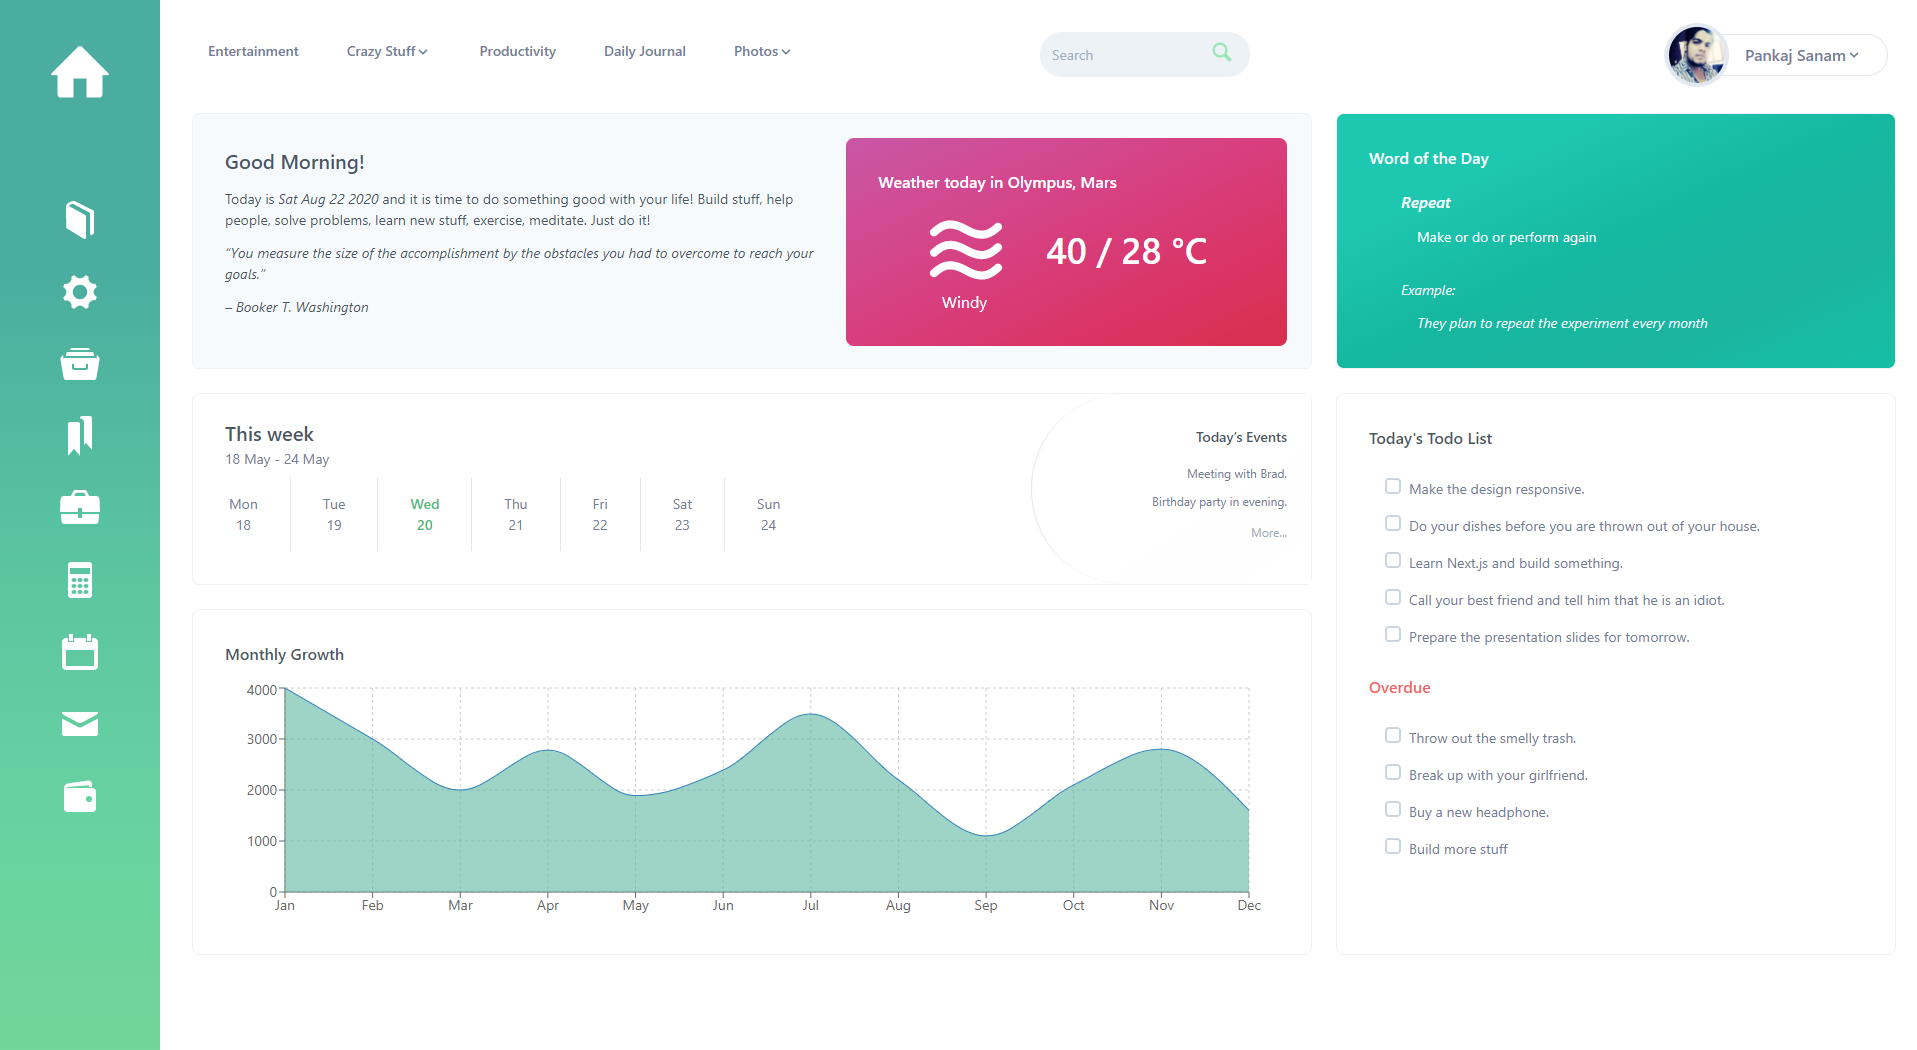 Entertainment
Crazy Stuff
Productivity
Daily Journal
Photos
Search
Pankaj Sanam
Good Morning!
Today is Sat Aug 22 2020 and it is time to do something good with your life! Build stuff, help
people, solve problems, learn new stuff, exercise, meditate. Just do it!
“You measure the size of the accomplishment by the obstacles you had to overcome to reach your
goals.”
– Booker T. Washington
Weather today in Olympus, Mars
40 / 28 °C
Windy
Word of the Day
Repeat
Make or do or perform again
Example:
They plan to repeat the experiment every month
This week
18 May - 24 May
Mon
18
Tue
19
Wed
20
Thu
21
Fri
22
Sat
23
Sun
24
Today’s Events
Meeting with Brad.
Birthday party in evening.
More...
Monthly Growth
4000
3000
2000
1000
0
Jan
Feb
Mar
Apr
May
Jun
Jul
Aug
Sep
Oct
Nov
Dec
Today's Todo List
Make the design responsive.
Do your dishes before you are thrown out of your house.
Learn Next.js and build something.
Call your best friend and tell him that he is an idiot.
Prepare the presentation slides for tomorrow.
Overdue
Throw out the smelly trash.
Break up with your girlfriend.
Buy a new headphone.
Build more stuff